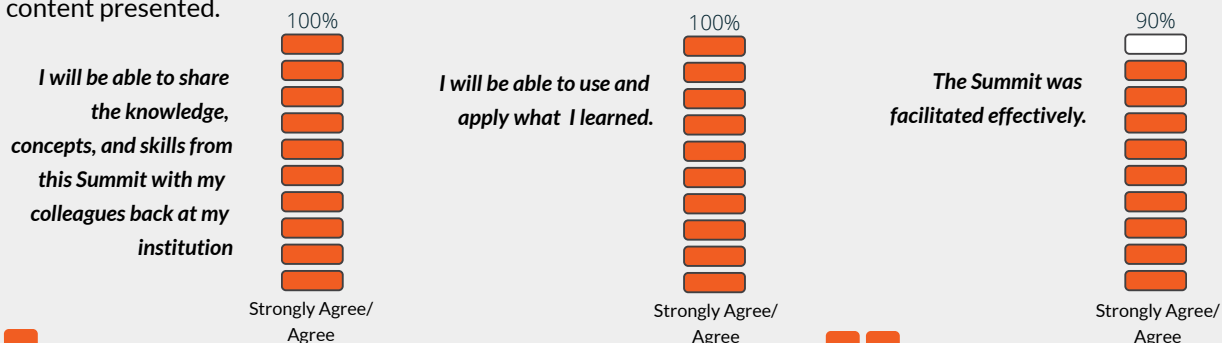 content presented.
100%
I will be able to share
the knowledge,
concepts, and skills from
this Summit with my
colleagues back at my
institution
Strongly Agree/
Agree
100%
I will be able to use and
apply what I learned.
Strongly Agree/
Agree
90%
The Summit was
facilitated effectively.
Strongly Agree/
Agree